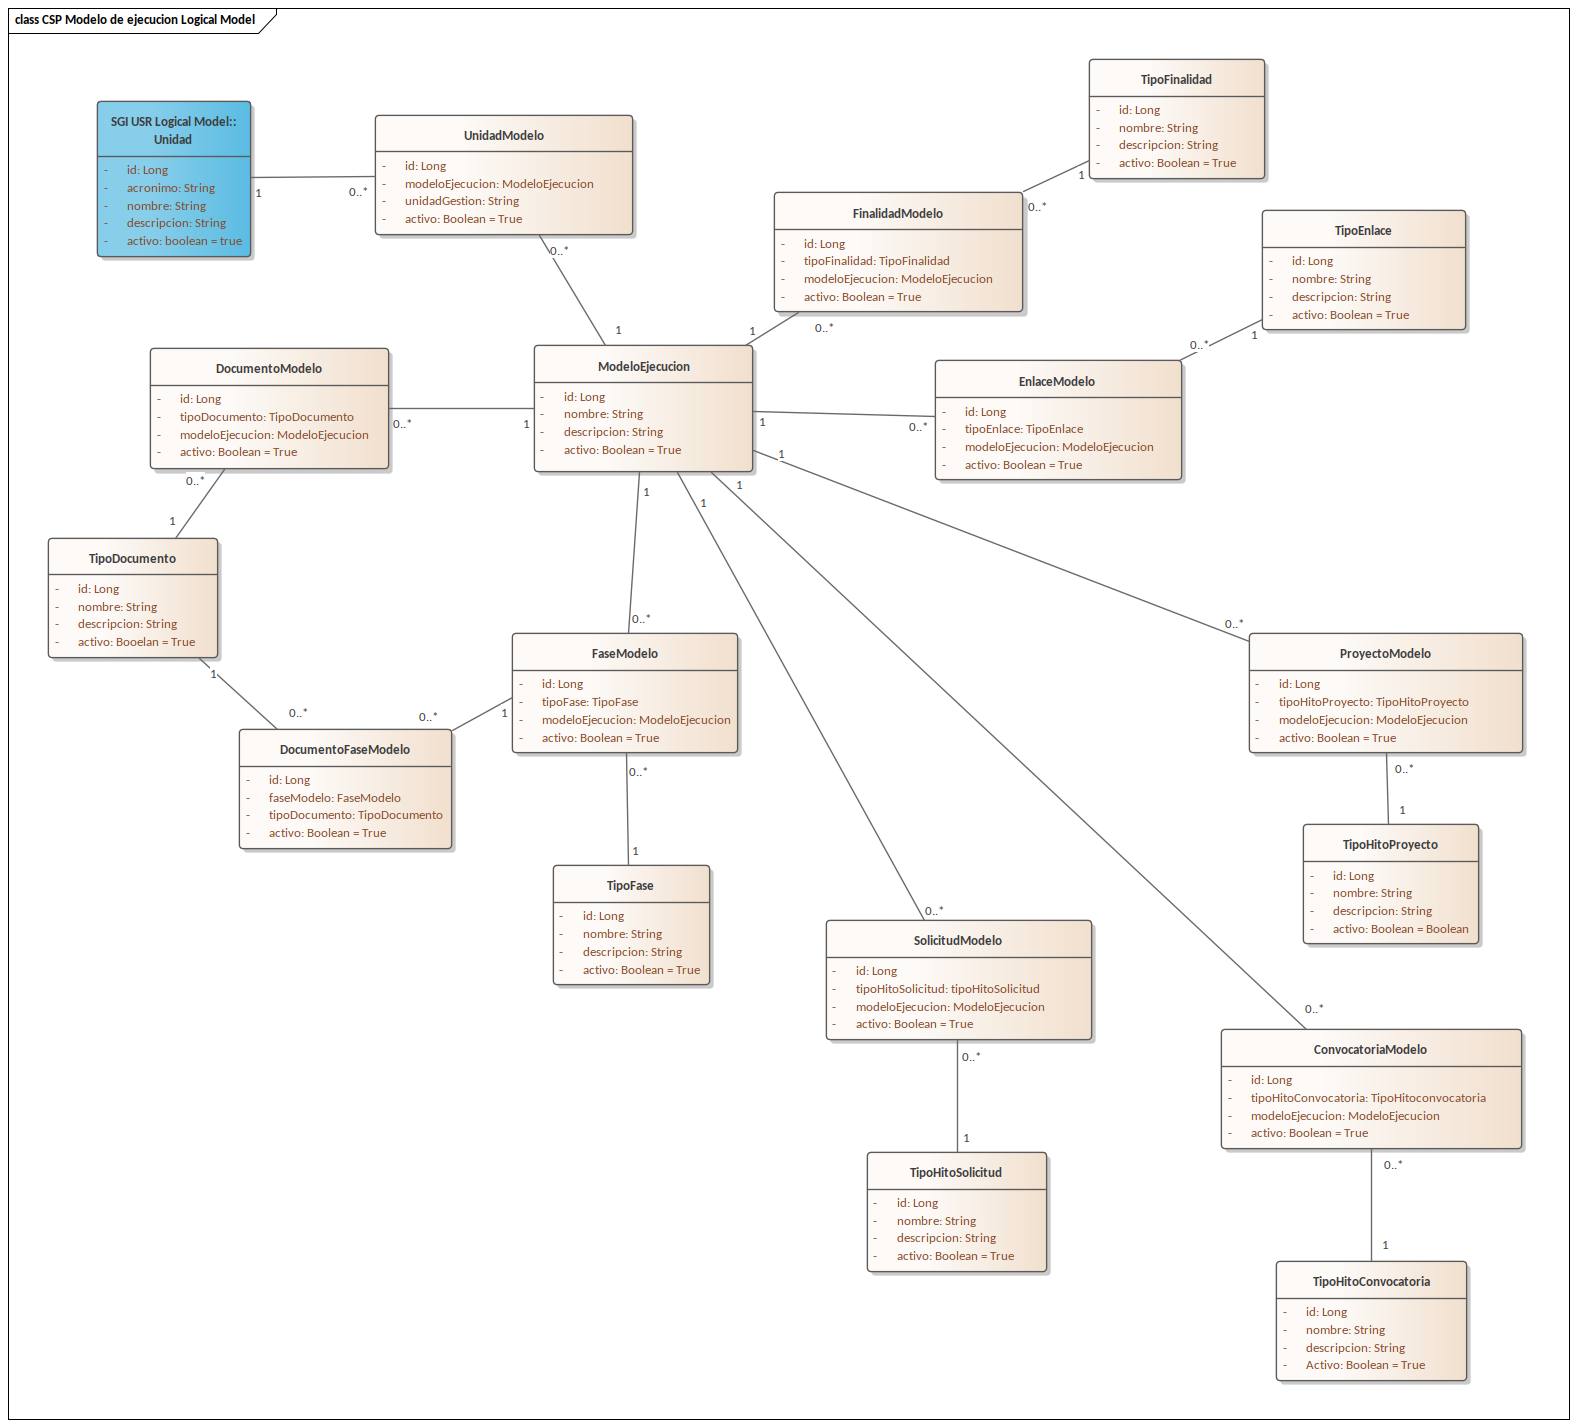 class CSP Modelo de ejecucion Logical Model
SGI USR Logical Model::
Unidad
- id: Long
- acronimo: String
- nombre: String
- descripcion: String
- activo: boolean = true
1
0..*
UnidadModelo
- id: Long
- modeloEjecucion: ModeloEjecucion
- unidadGestion: String
- activo: Boolean = True
0..*
1
TipoFinalidad
- id: Long
- nombre: String
- descripcion: String
- activo: Boolean = True
1
0..*
FinalidadModelo
- id: Long
- tipoFinalidad: TipoFinalidad
- modeloEjecucion: ModeloEjecucion
- activo: Boolean = True
0..*
1
TipoEnlace
- id: Long
- nombre: String
- descripcion: String
- activo: Boolean = True
1
0..*
EnlaceModelo
- id: Long
- tipoEnlace: TipoEnlace
- modeloEjecucion: ModeloEjecucion
- activo: Boolean = True
0..*
1
ModeloEjecucion
- id: Long
- nombre: String
- descripcion: String
- activo: Boolean = True
1
0..*
DocumentoModelo
- id: Long
- tipoDocumento: TipoDocumento
- modeloEjecucion: ModeloEjecucion
- activo: Boolean = True
0..*
1
TipoDocumento
- id: Long
- nombre: String
- descripcion: String
- activo: Booelan = True
1
0..*
DocumentoFaseModelo
- id: Long
- faseModelo: FaseModelo
- tipoDocumento: TipoDocumento
- activo: Boolean = True
0..*
1
1
0..*
FaseModelo
- id: Long
- tipoFase: TipoFase
- modeloEjecucion: ModeloEjecucion
- activo: Boolean = True
0..*
1
TipoFase
- id: Long
- nombre: String
- descripcion: String
- activo: Boolean = True
1
0..*
ProyectoModelo
- id: Long
- tipoHitoProyecto: TipoHitoProyecto
- modeloEjecucion: ModeloEjecucion
- activo: Boolean = True
0..*
1
TipoHitoProyecto
- id: Long
- nombre: String
- descripcion: String
- activo: Boolean = Boolean
1
0..*
SolicitudModelo
- id: Long
- tipoHitoSolicitud: tipoHitoSolicitud
- modeloEjecucion: ModeloEjecucion
- activo: Boolean = True
0..*
1
TipoHitoSolicitud
- id: Long
- nombre: String
- descripcion: String
- activo: Boolean = True
1
0..*
ConvocatoriaModelo
- id: Long
- tipoHitoConvocatoria: TipoHitoconvocatoria
- modeloEjecucion: ModeloEjecucion
- activo: Boolean = True
0..*
1
TipoHitoConvocatoria
- id: Long
- nombre: String
- descripcion: String
- Activo: Boolean = True